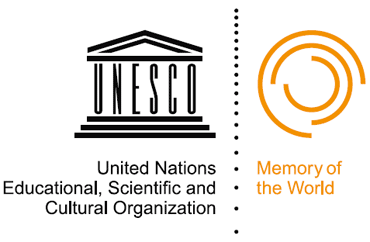 UNESCO
United Nations
Educational, Scientific and
Cultural Organization
Memory of
the World